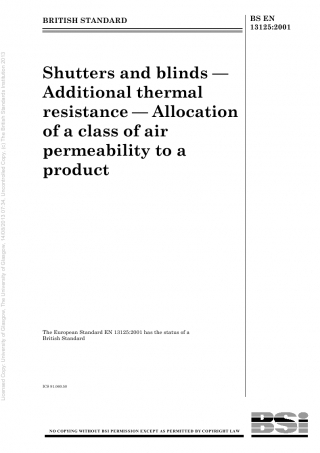 BRITISH STANDARD
BS EN
13125:2001
Shutters and blinds —
Additional thermal
resistance — Allocation
of a class of air
permeability to a
product
The European Standard EN 13125:2001 has the status of a
British Standard
ICS 91.060.50
NO COPYING WITHOUT BSI PERMISSION EXCEPT AS PERMITTED BY COPYRIGHT LAW
BSi
Licensed Copy: University of Glasgow, The University of Glasgow, 14/03/2013 07:34, Uncontrolled Copy, (c) The British Standards Institution 2013